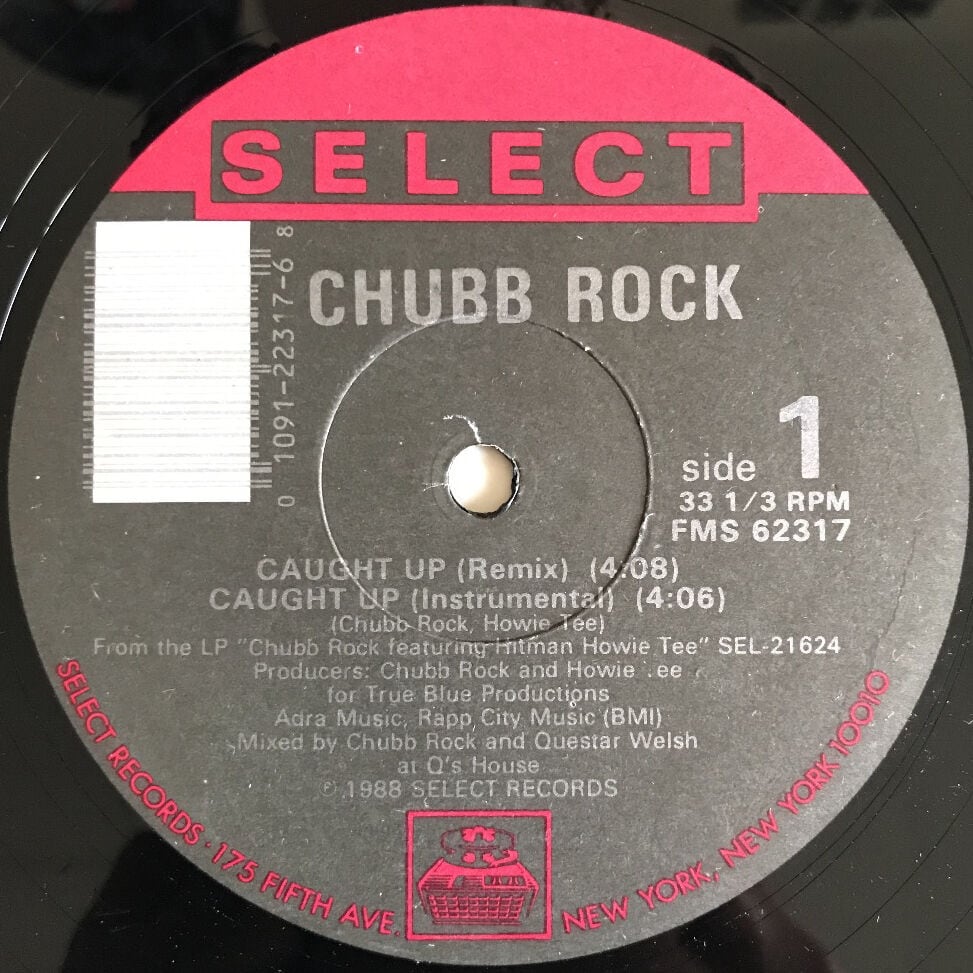 SELECT
CHUBB ROCK
0 1091-22317-6 8
side 1
33 1/3 RPM
FMS 62317
CAUGHT UP (Remix) (4:08)
CAUGHT UP (Instrumental) (4:06)
(Chubb Rock, Howie Tee)
From the LP "Chubb Rock featuring Hitman Howie Tee" SEL-21624
Producers: Chubb Rock and Howie Tee
for True Blue Productions
Adra Music, Rapp City Music (BMI)
Mixed by Chubb Rock and Questar Welsh
at Q's House
℗ 1988 SELECT RECORDS
SELECT RECORDS · 175 FIFTH AVE. NEW YORK, NEW YORK 10010